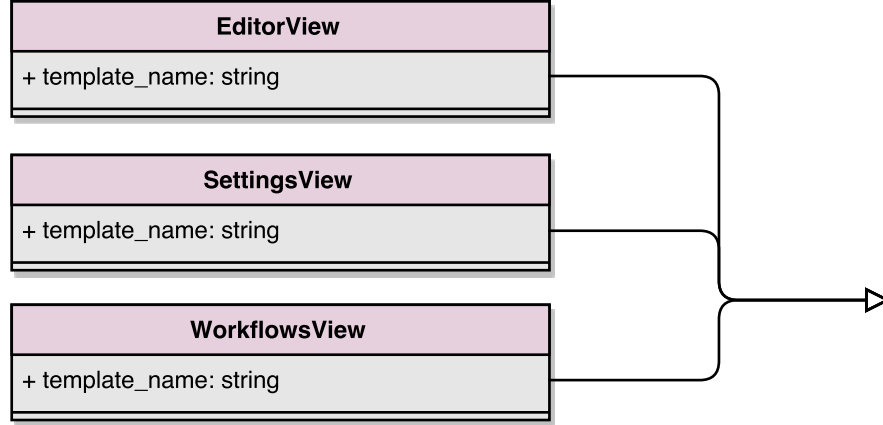 EditorView
+ template_name: string
SettingsView
+ template_name: string
WorkflowsView
+ template_name: string